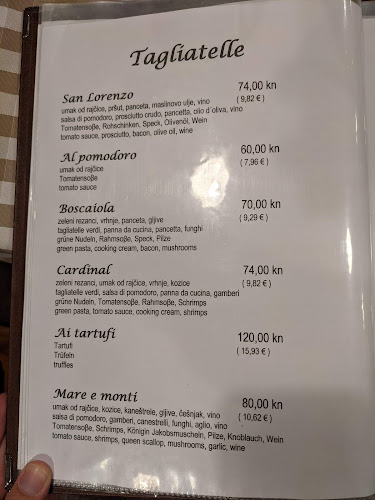 Tagliatelle
San Lorenzo 74,00 kn
umak od rajčice, pršut, panceta, maslinovo ulje, vino ( 9,82 € )
salsa di pomodoro, prosciutto crudo, pancetta, olio d´oliva, vino
Tomatensoße, Rohschinken, Speck, Olivenöl, Wein
tomato sauce, prosciutto, bacon, olive oil, wine
Al pomodoro 60,00 kn
umak od rajčice ( 7,96 € )
Tomatensoße
tomato sauce
Boscaiola 70,00 kn
zeleni rezanci, vrhnje, panceta, gljive ( 9,29 € )
tagliatelle verdi, panna da cucina, pancetta, funghi
grüne Nudeln, Rahmsoße, Speck, Pilze
green pasta, cooking cream, bacon, mushrooms
Cardinal 74,00 kn
zeleni rezanci, umak od rajčice, vrhnje, kozice ( 9,82 € )
tagliatelle verdi, salsa di pomodoro, panna da cucina, gamberi
grüne Nudeln, Tomatensoße, Rahmsoße, Schrimps
green pasta, tomato sauce, cooking cream, shrimps
Ai tartufi 120,00 kn
Tartufi ( 15,93 € )
Trüfeln
truffles
Mare e monti 80,00 kn
umak od rajčice, kozice, kaneštrele, gljive, češnjak, vino ( 10,62 € )
salsa di pomodoro, gamberi, canestrelli, funghi, aglio, vino
Tomatensoße, Schrimps, Königin Jakobsmuscheln, Pilze, Knoblauch, Wein
tomato sauce, shrimps, queen scallop, mushrooms, garlic, wine